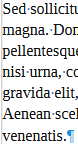 Sed sollicitu
magna. Don
pellentesque
nisi urna, co
gravida elit,
Aenean scel
venenatis.¶